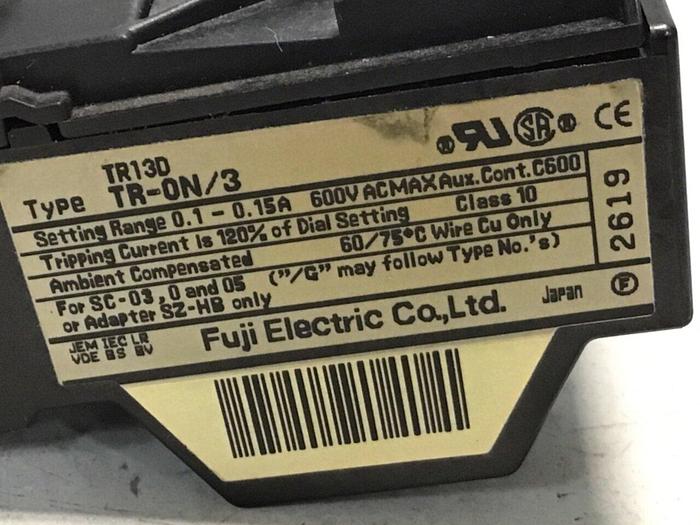 TR13D
Type TR-0N/3
Setting Range 0.1 - 0.15A 600V AC MAX Aux. Cont. C600
Tripping Current Is 120% of Dial Setting Class 10
Ambient Compensated 60/75°C Wire Cu Only
For SC-03, 0 and 05 ("/G" may follow Type No.'s)
or Adapter SZ-HB only
JEM IEC LR
VDE BS BV
Fuji Electric Co., Ltd. Japan
F
2619
RU SA CE